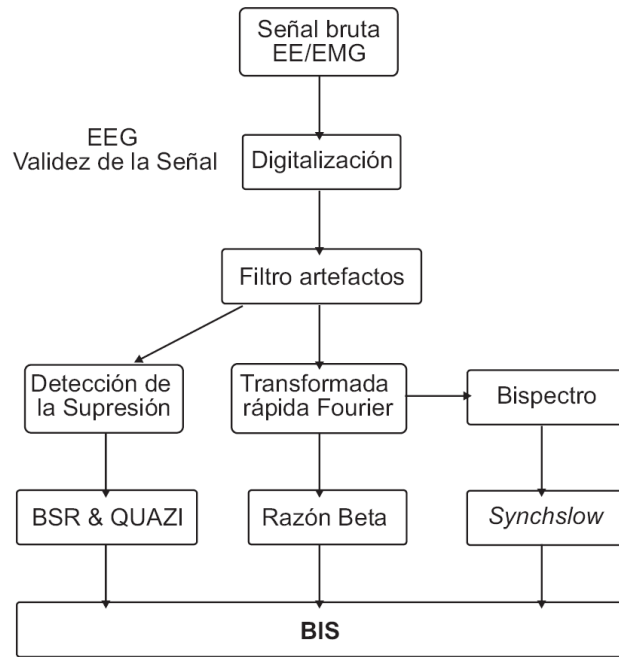 Señal bruta
EE/EMG
EEG
Validez de la Señal
Digitalización
Filtro artefactos
Detección de
la Supresión
Transformada
rápida Fourier
Bispectro
BSR & QUAZI
Razón Beta
Synchslow
BIS